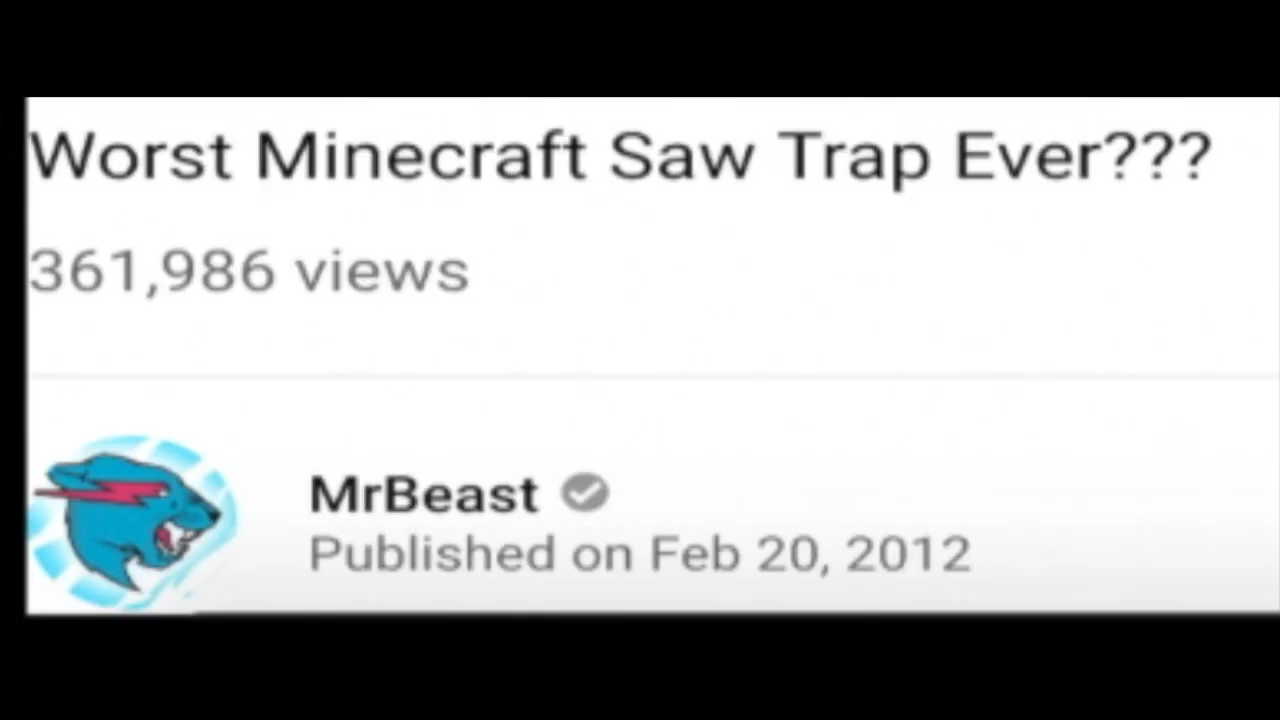 Worst Minecraft Saw Trap Ever???
361,986 views
MrBeast
Published on Feb 20, 2012